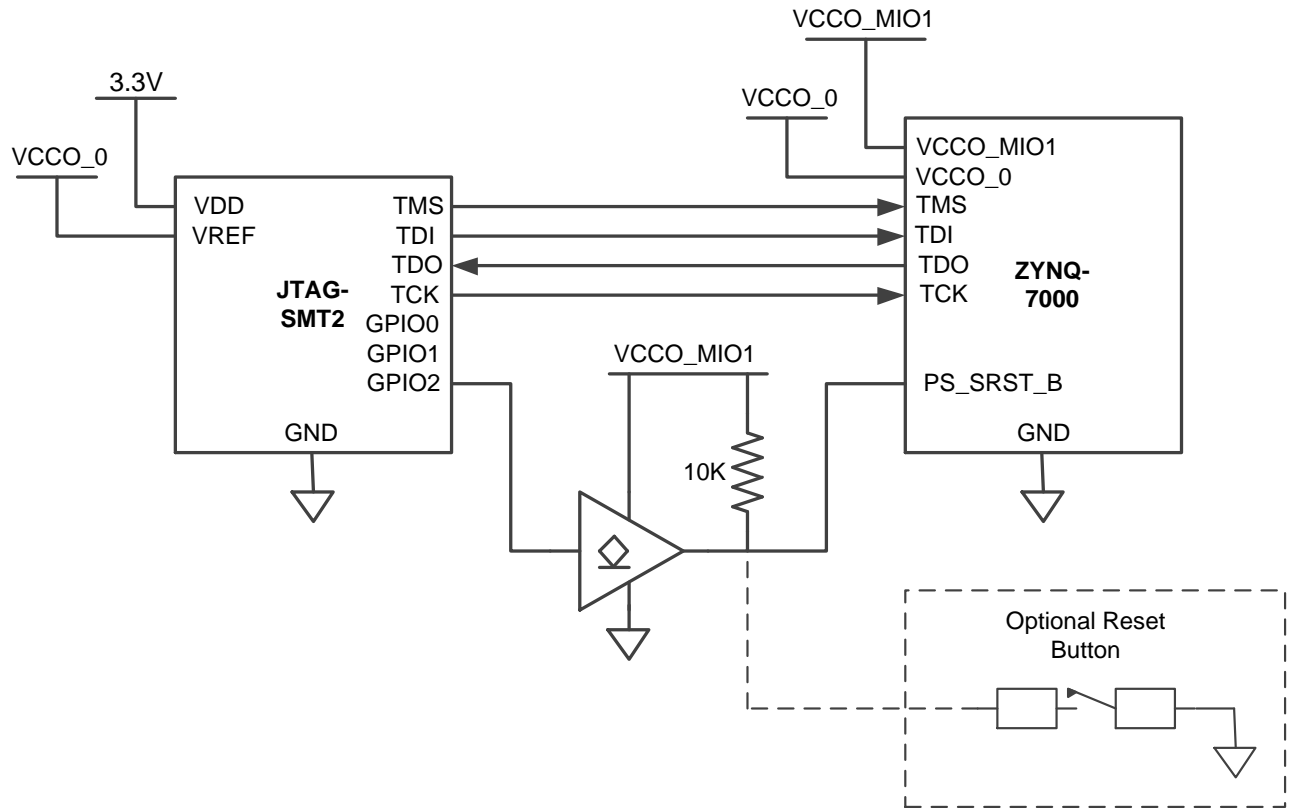 VCCO_MIO1
3.3V
VCCO_0
VCCO_0
VDD
VREF
JTAG-
SMT2
TMS
TDI
TDO
TCK
GPIO0
GPIO1
GPIO2
GND
VCCO_MIO1
VCCO_0
TMS
TDI
TDO
TCK
ZYNQ-
7000
PS_SRST_B
GND
VCCO_MIO1
10K
Optional Reset
Button